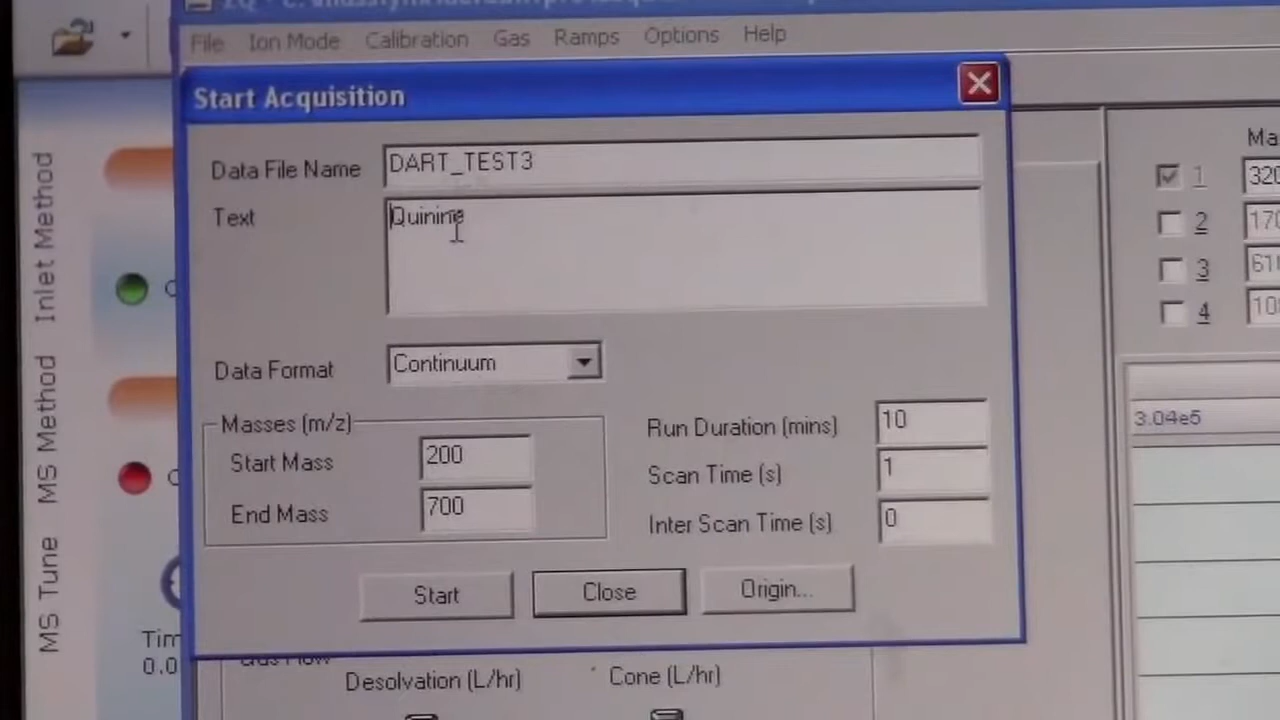 File Ion Mode Calibration Gas Ramps Options Help
Start Acquisition
Data File Name DART_TEST3
Text Quinine
Data Format Continuum
Masses (m/z)
Start Mass 200
End Mass 700
Run Duration (mins) 10
Scan Time (s) 1
Inter Scan Time (s) 0
Start Close Origin...
Inlet Method
MS Method
MS Tune
0.0
Desolvation (L/hr) Cone (L/hr)
Ma
1 320
2 170
3 610
4
3.04e5